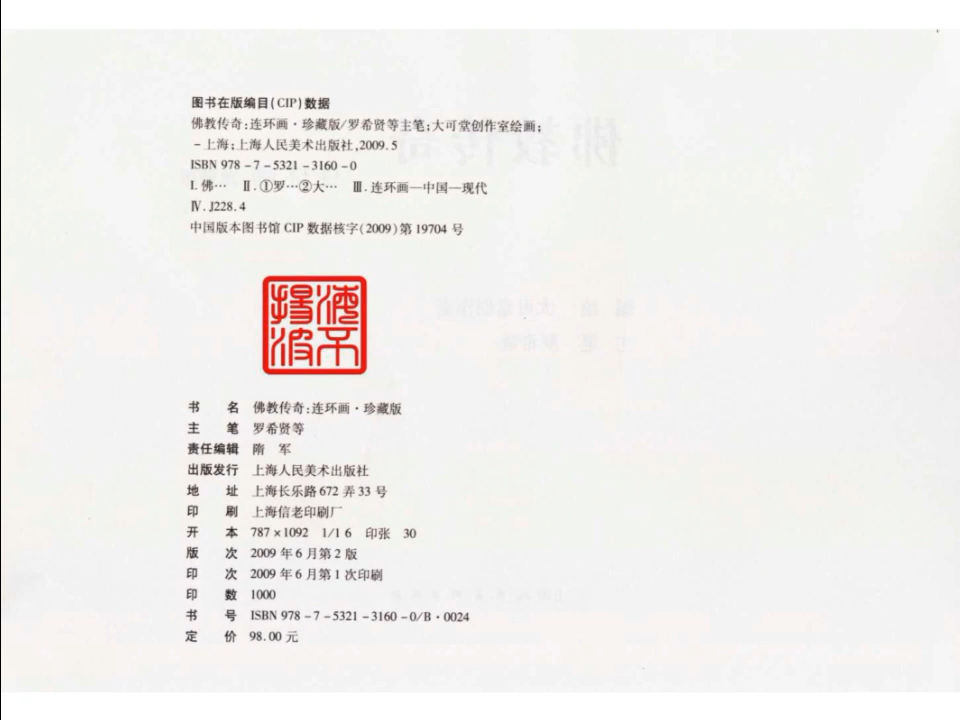 图书在版编目(CIP)数据
佛教传奇:连环画·珍藏版/罗希贤等主笔;大可堂创作室绘画;
-上海:上海人民美术出版社,2009.5
ISBN 978-7-5321-3160-0
Ⅰ.佛… Ⅱ.①罗…②大… Ⅲ.连环画—中国—现代
Ⅳ.J228.4
中国版本图书馆CIP数据核字(2009)第19704号
书 名 佛教传奇:连环画·珍藏版
主 笔 罗希贤等
责任编辑 隋 军
出版发行 上海人民美术出版社
地 址 上海长乐路672弄33号
印 刷 上海信老印刷厂
开 本 787×1092 1/16 印张 30
版 次 2009年6月第2版
印 次 2009年6月第1次印刷
印 数 1000
书 号 ISBN 978-7-5321-3160-0/B·0024
定 价 98.00元